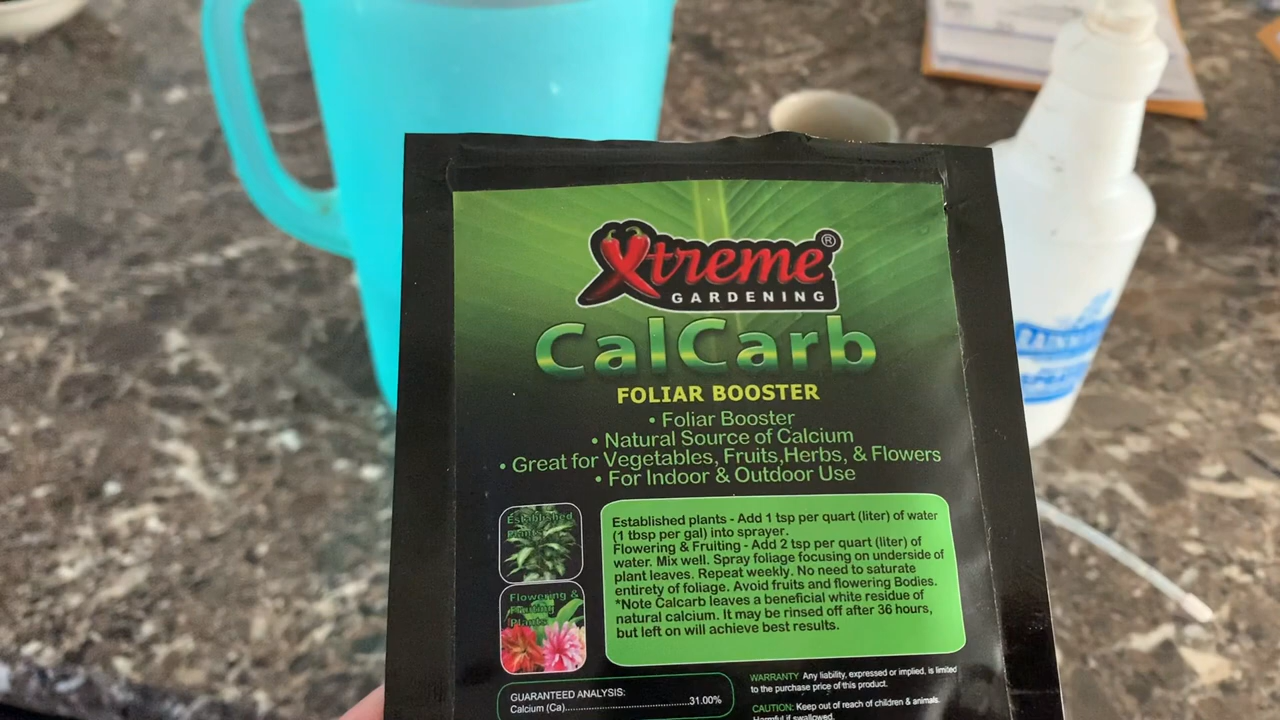 Xtreme®
GARDENING
CalCarb
FOLIAR BOOSTER
• Foliar Booster
• Natural Source of Calcium
• Great for Vegetables, Fruits,Herbs, & Flowers
• For Indoor & Outdoor Use
Established
Plants
Flowering &
Fruiting
Plants
Established plants - Add 1 tsp per quart (liter) of water
(1 tbsp per gal) into sprayer.
Flowering & Fruiting - Add 2 tsp per quart (liter) of
water. Mix well. Spray foliage focusing on underside of
plant leaves. Repeat weekly. No need to saturate
entirety of foliage. Avoid fruits and flowering Bodies.
*Note Calcarb leaves a beneficial white residue of
natural calcium. It may be rinsed off after 36 hours,
but left on will achieve best results.
GUARANTEED ANALYSIS:
Calcium (Ca)................................................31.00%
WARRANTY Any liability, expressed or implied, is limited
to the purchase price of this product.
CAUTION: Keep out of reach of children & animals.
Harmful if swallowed.